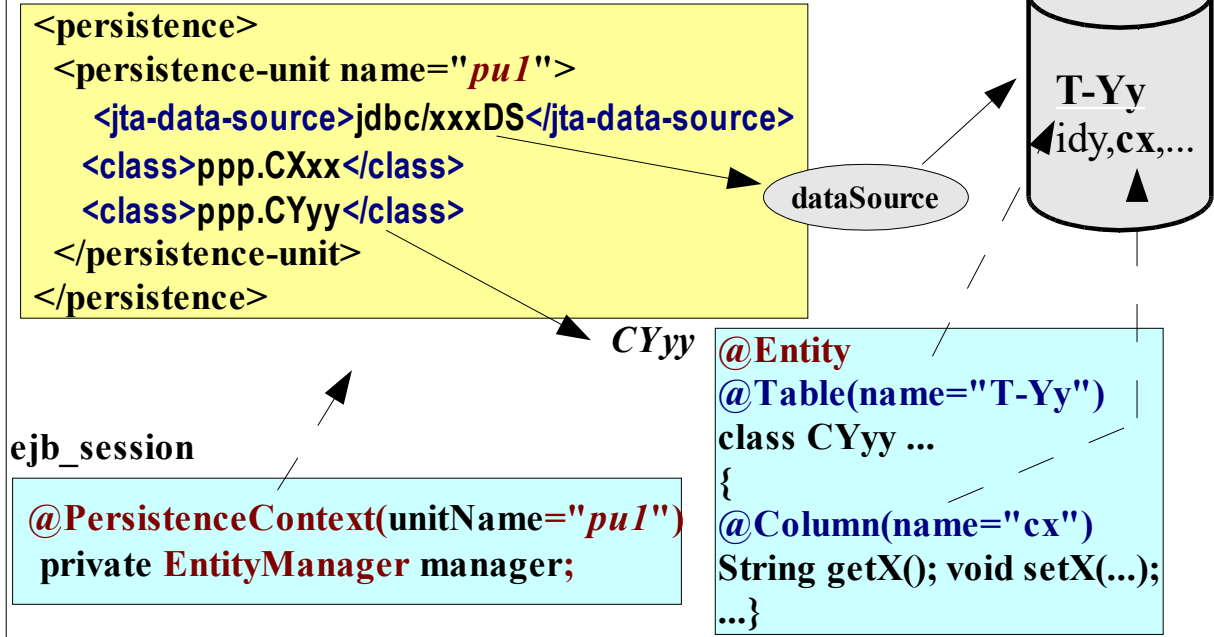 <persistence>
<persistence-unit name="pu1">
<jta-data-source>jdbc/xxxDS</jta-data-source>
<class>ppp.CXxx</class>
<class>ppp.CYyy</class>
</persistence-unit>
</persistence>
dataSource
T-Yy
idy,cx,...
CYyy
@Entity
@Table(name="T-Yy")
class CYyy ...
{
@Column(name="cx")
String getX(); void setX(...);
...}
ejb_session
@PersistenceContext(unitName="pu1")
private EntityManager manager;